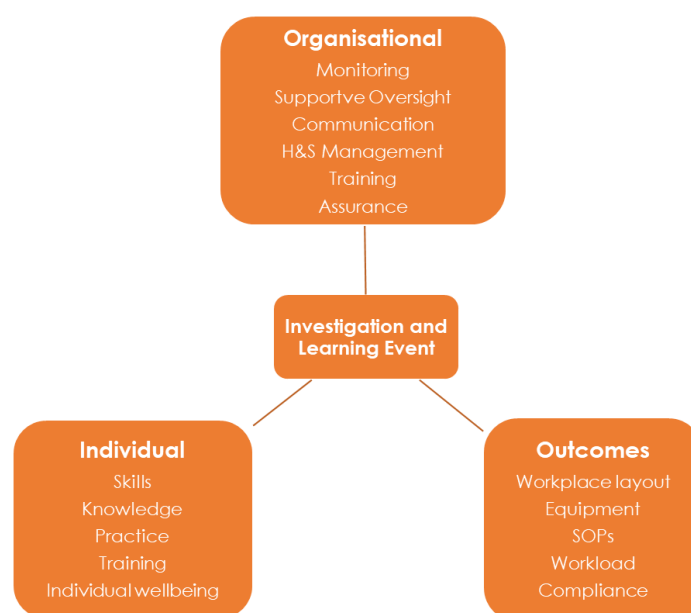 Organisational
Monitoring
Supportve Oversight
Communication
H&S Management
Training
Assurance
Investigation and
Learning Event
Individual
Skills
Knowledge
Practice
Training
Individual wellbeing
Outcomes
Workplace layout
Equipment
SOPs
Workload
Compliance